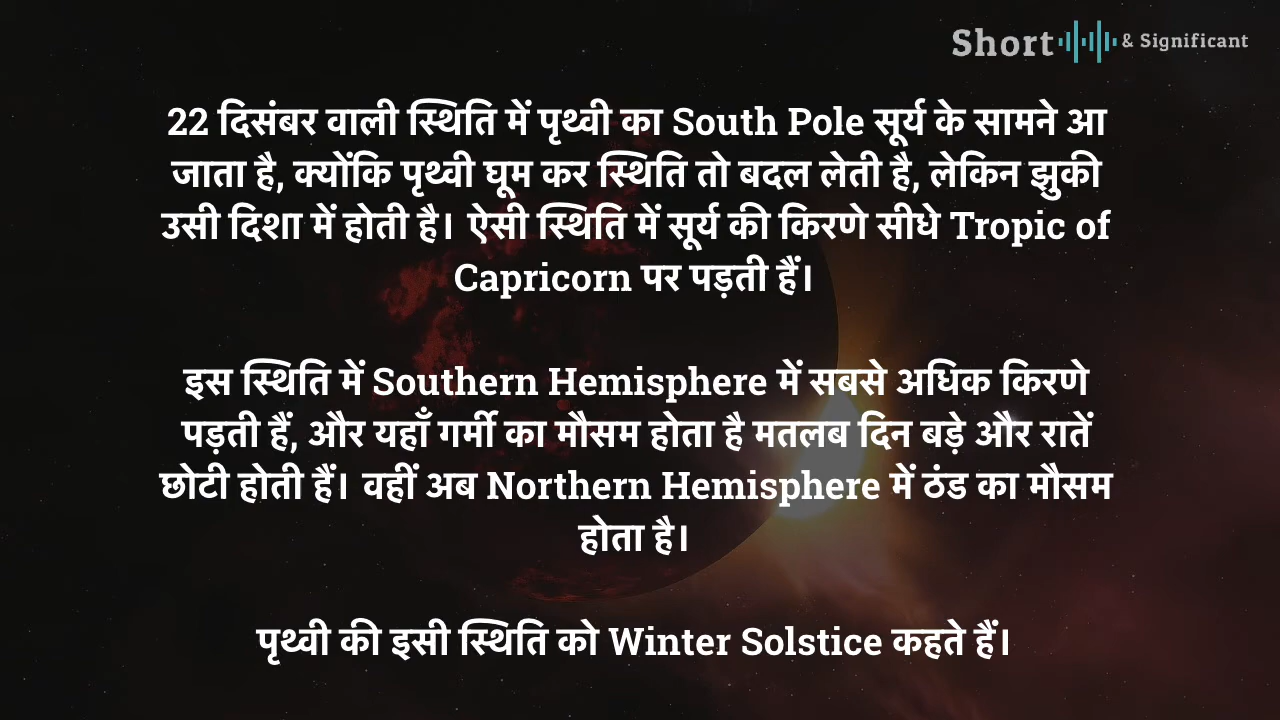 Short & Significant
22 दिसंबर वाली स्थिति में पृथ्वी का South Pole सूर्य के सामने आ
जाता है, क्योंकि पृथ्वी घूम कर स्थिति तो बदल लेती है, लेकिन झुकी
उसी दिशा में होती है। ऐसी स्थिति में सूर्य की किरणे सीधे Tropic of
Capricorn पर पड़ती हैं।
इस स्थिति में Southern Hemisphere में सबसे अधिक किरणे
पड़ती हैं, और यहाँ गर्मी का मौसम होता है मतलब दिन बड़े और रातें
छोटी होती हैं। वहीं अब Northern Hemisphere में ठंड का मौसम
होता है।
पृथ्वी की इसी स्थिति को Winter Solstice कहते हैं।